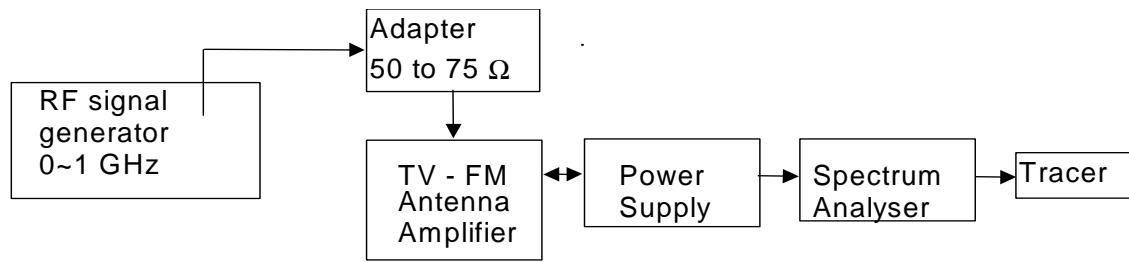 RF signal
generator
0~1 GHz
Adapter
50 to 75 Ω
TV - FM
Antenna
Amplifier
Power
Supply
Spectrum
Analyser
Tracer